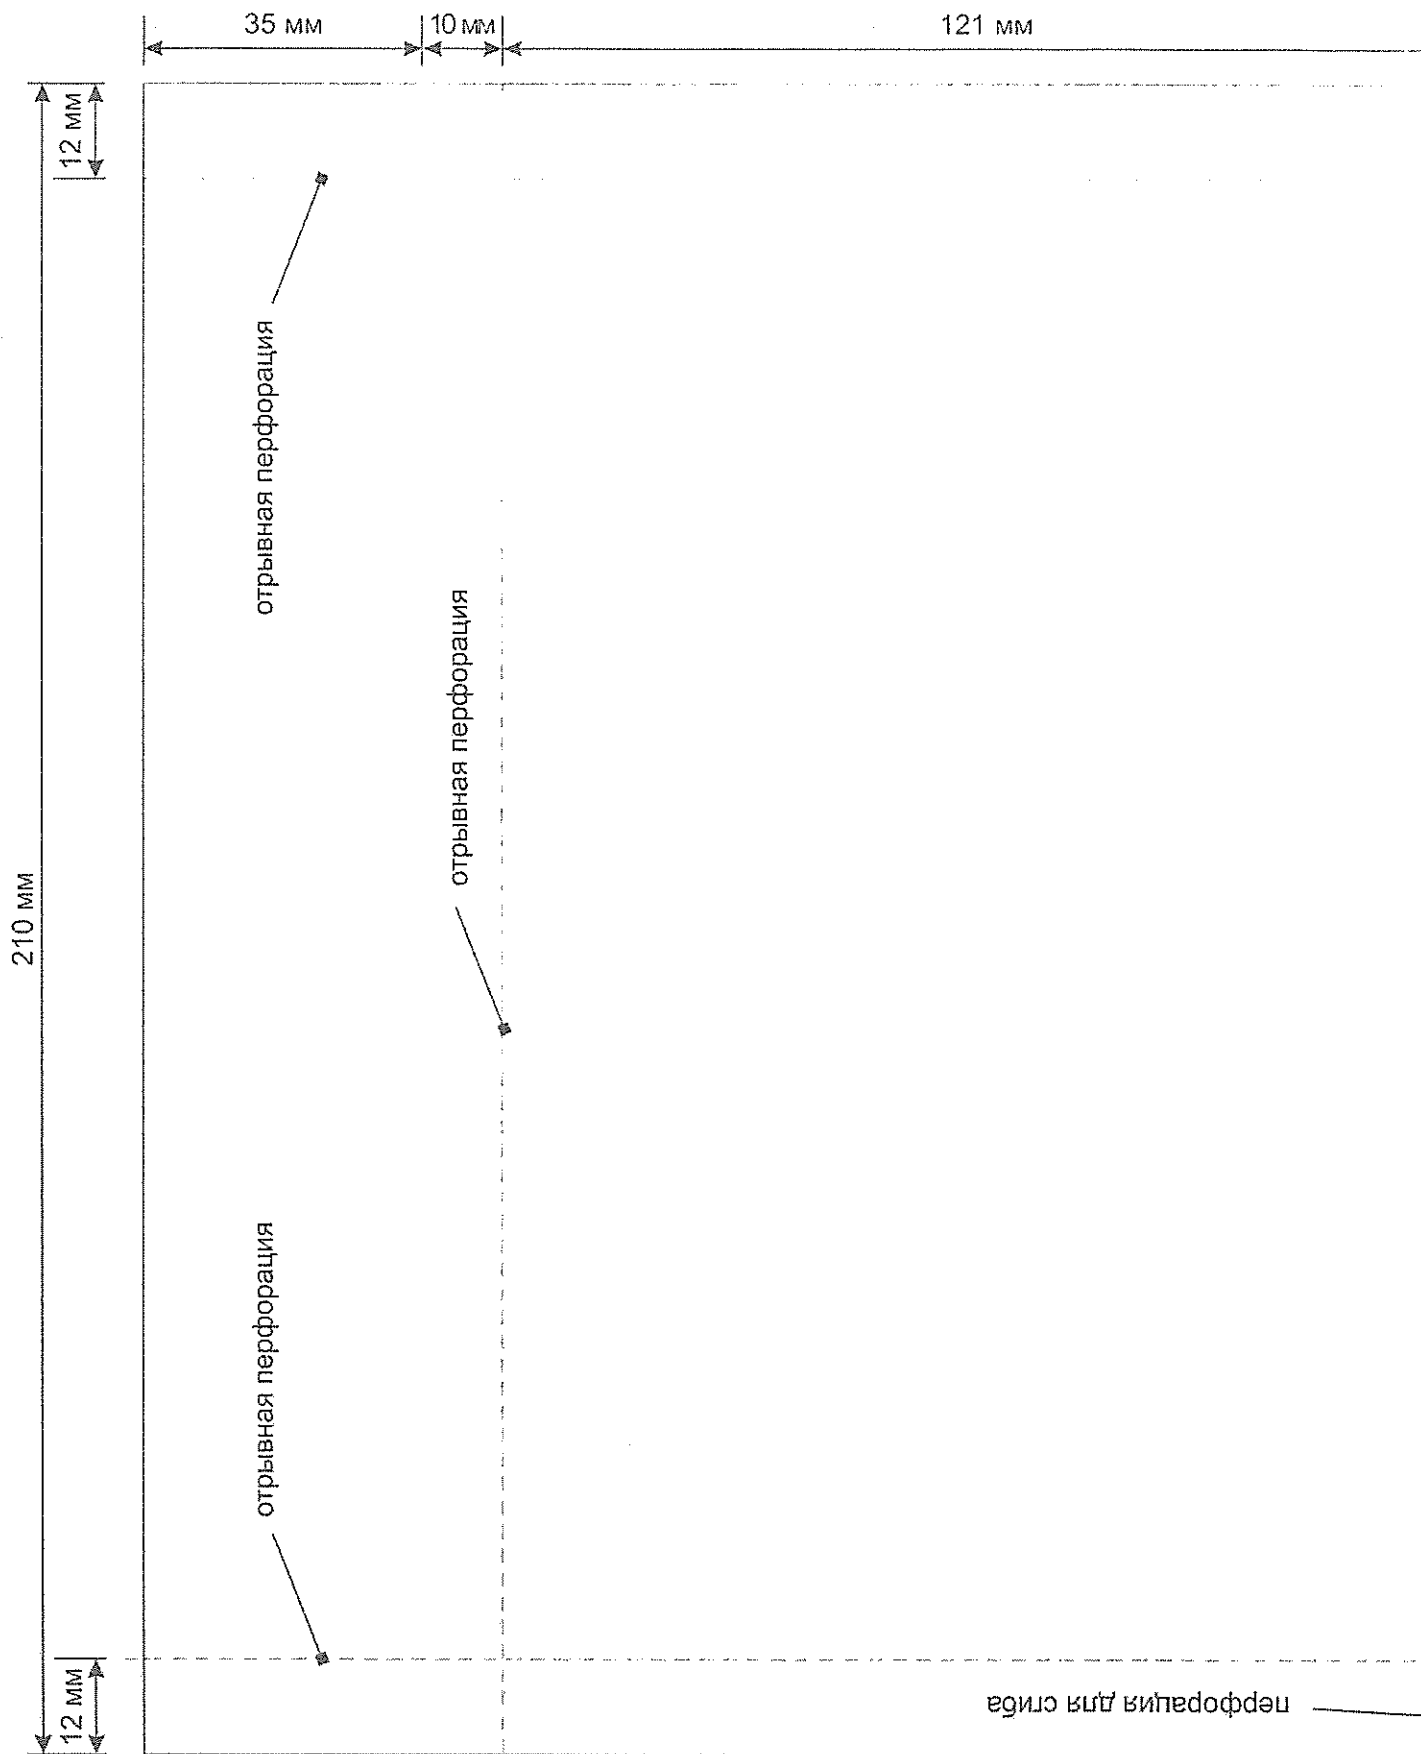 35 мм
10 мм
121 мм
12 мм
отрывная перфорация
отрывная перфорация
210 мм
отрывная перфорация
12 мм
перфорация для сгиба